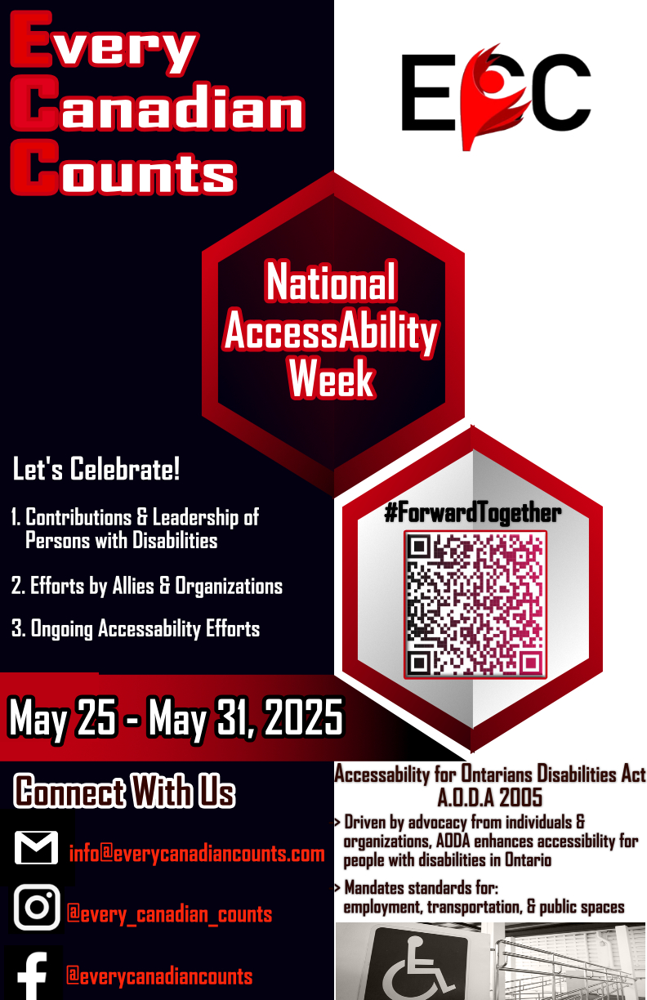 Every
Canadian
Counts
ECC
National
AccessAbility
Week
Let's Celebrate!
1. Contributions & Leadership of
Persons with Disabilities
2. Efforts by Allies & Organizations
3. Ongoing Accessability Efforts
#ForwardTogether
May 25 - May 31, 2025
Connect With Us
info@everycanadiancounts.com
@every_canadian_counts
@everycanadiancounts
Accessability for Ontarians Disabilities Act
A.O.D.A 2005
> Driven by advocacy from individuals &
organizations, AODA enhances accessibility for
people with disabilities in Ontario
> Mandates standards for:
employment, transportation, & public spaces